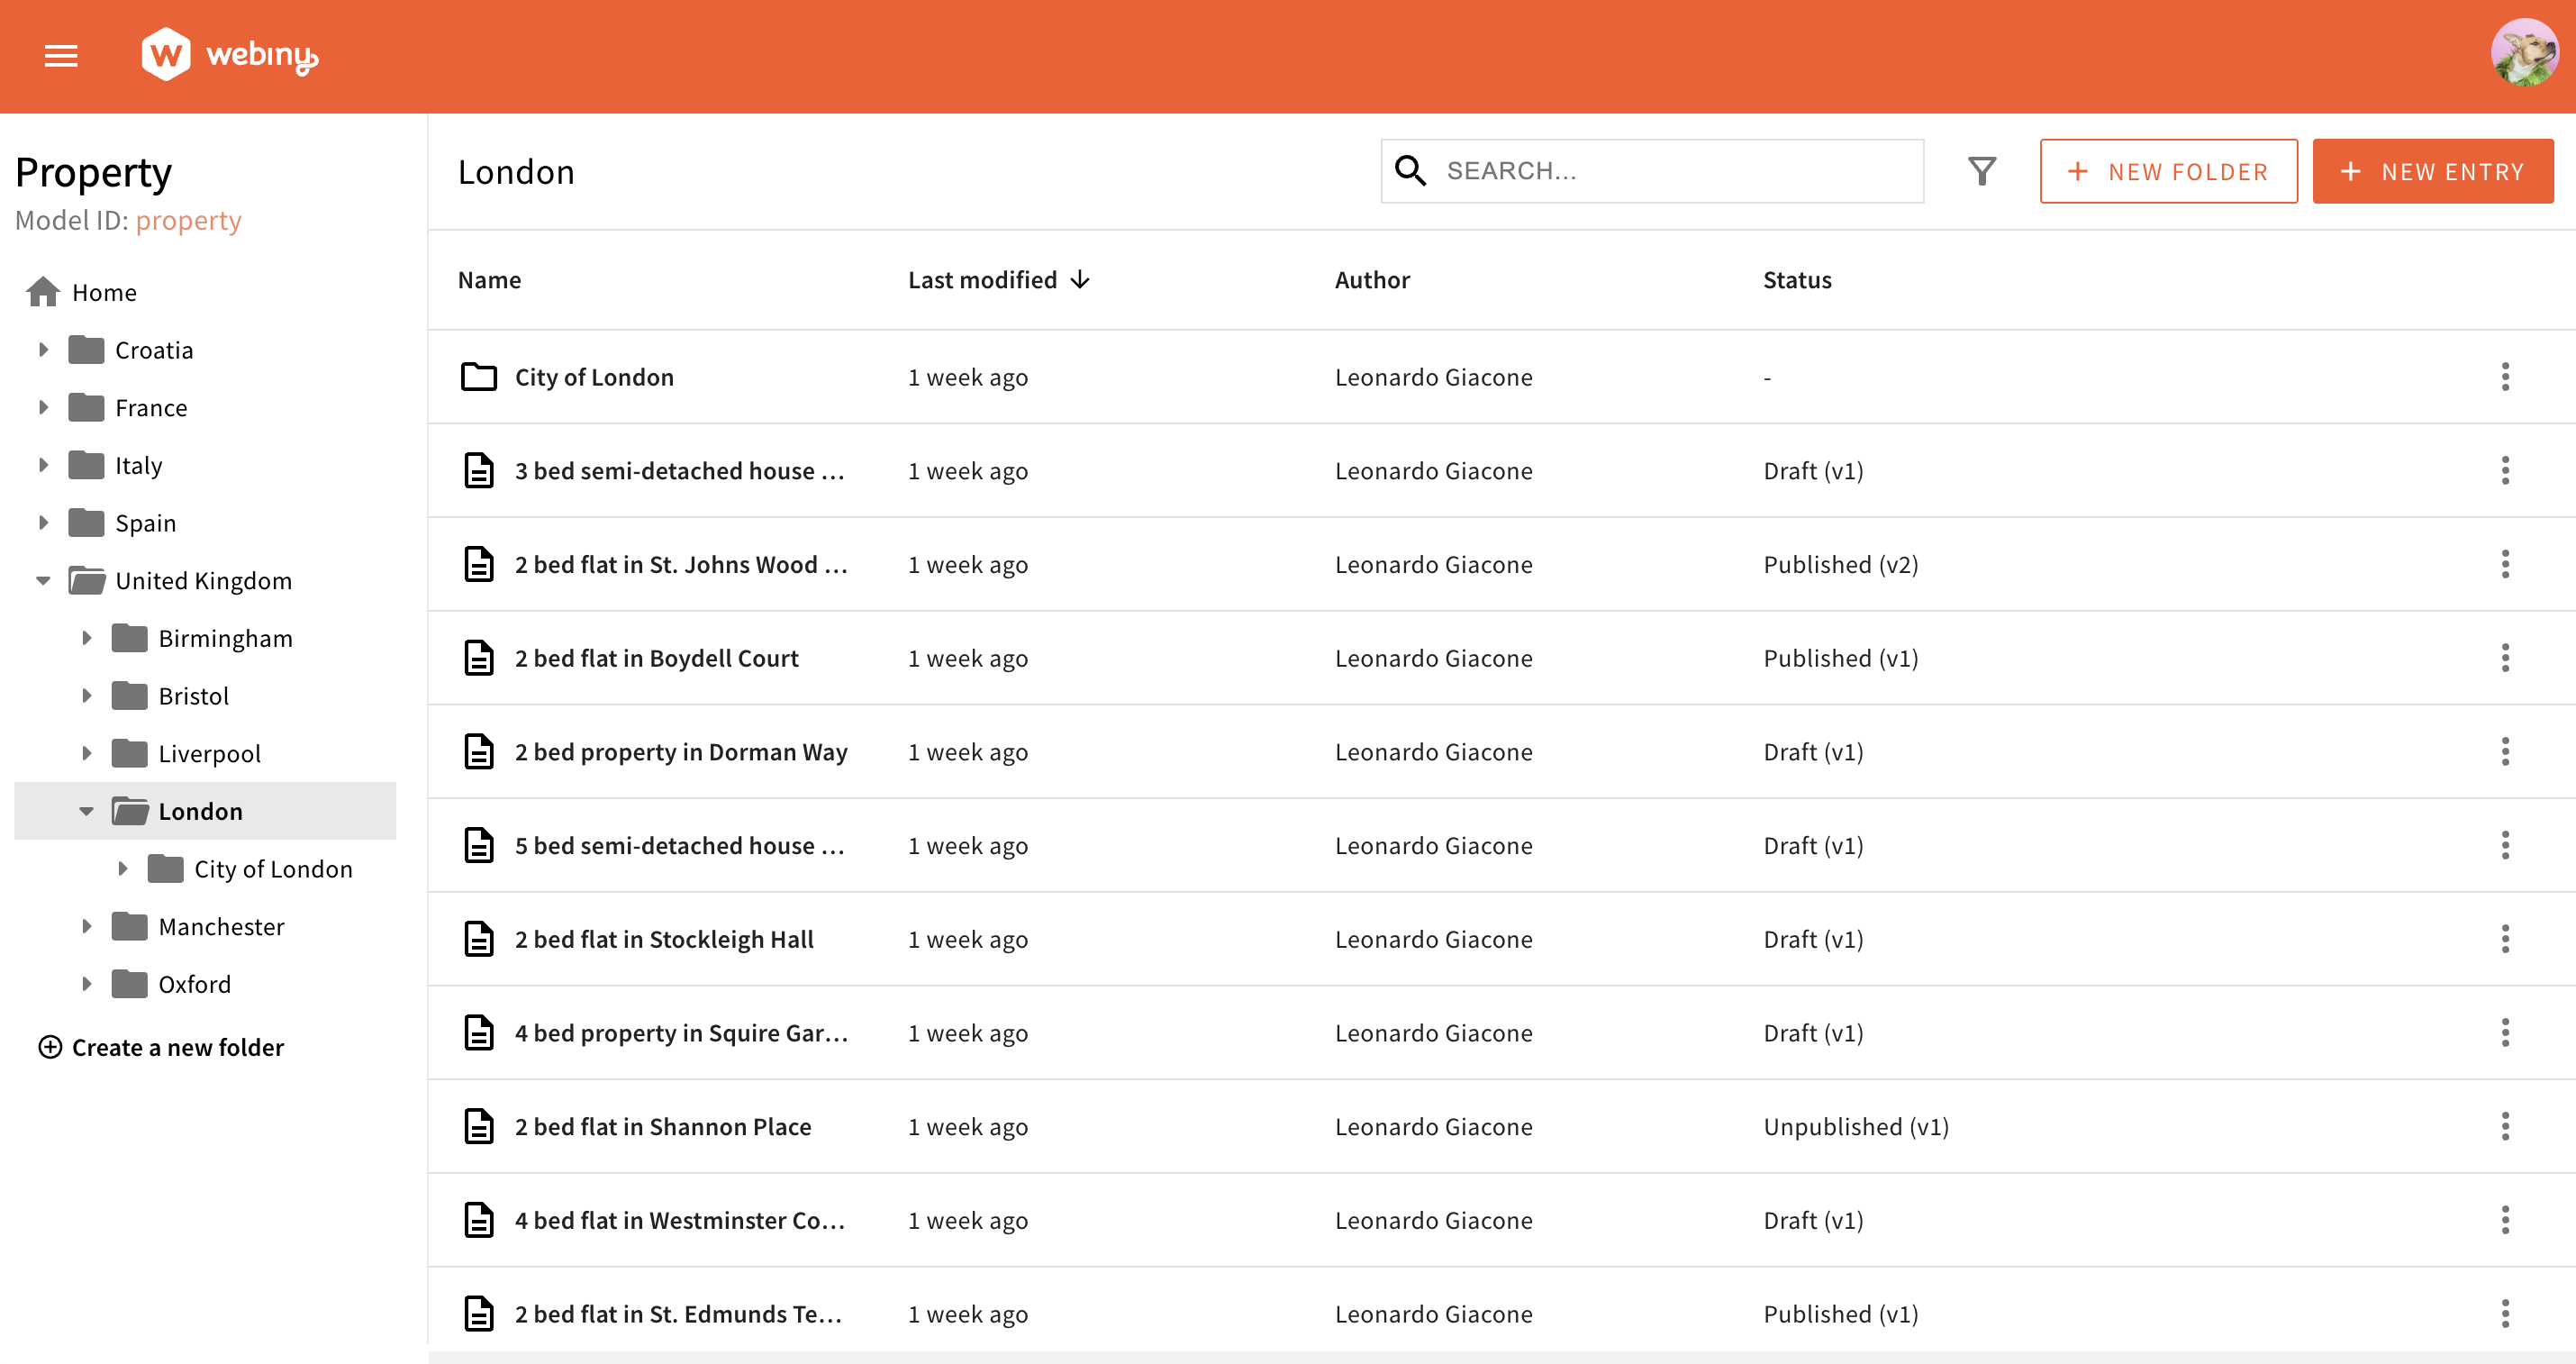 webiny
Property
Model ID: property
Home
Croatia
France
Italy
Spain
United Kingdom
Birmingham
Bristol
Liverpool
London
City of London
Manchester
Oxford
Create a new folder
London
SEARCH...
NEW FOLDER
NEW ENTRY
Name Last modified Author Status
City of London 1 week ago Leonardo Giacone -
3 bed semi-detached house ... 1 week ago Leonardo Giacone Draft (v1)
2 bed flat in St. Johns Wood ... 1 week ago Leonardo Giacone Published (v2)
2 bed flat in Boydell Court 1 week ago Leonardo Giacone Published (v1)
2 bed property in Dorman Way 1 week ago Leonardo Giacone Draft (v1)
5 bed semi-detached house ... 1 week ago Leonardo Giacone Draft (v1)
2 bed flat in Stockleigh Hall 1 week ago Leonardo Giacone Draft (v1)
4 bed property in Squire Gar... 1 week ago Leonardo Giacone Draft (v1)
2 bed flat in Shannon Place 1 week ago Leonardo Giacone Unpublished (v1)
4 bed flat in Westminster Co... 1 week ago Leonardo Giacone Draft (v1)
2 bed flat in St. Edmunds Te... 1 week ago Leonardo Giacone Published (v1)